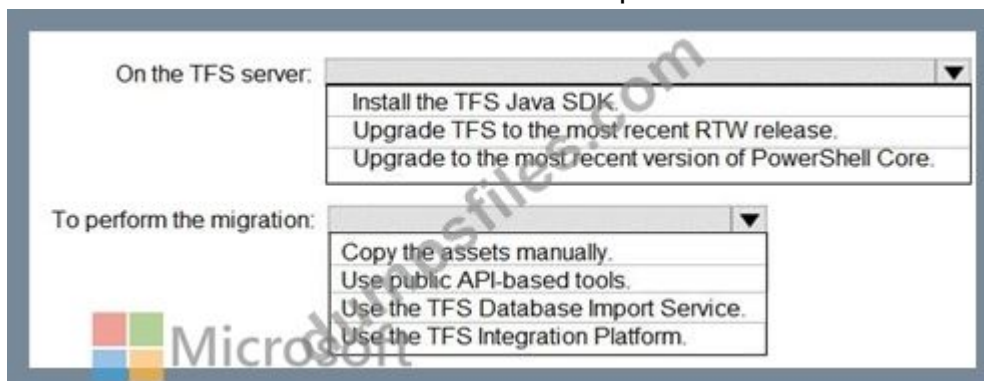 On the TFS server:
Install the TFS Java SDK.
Upgrade TFS to the most recent RTW release.
Upgrade to the most recent version of PowerShell Core.
To perform the migration:
Copy the assets manually.
Use public API-based tools.
Use the TFS Database Import Service.
Use the TFS Integration Platform.
Microsoft
dumpsfiles.com